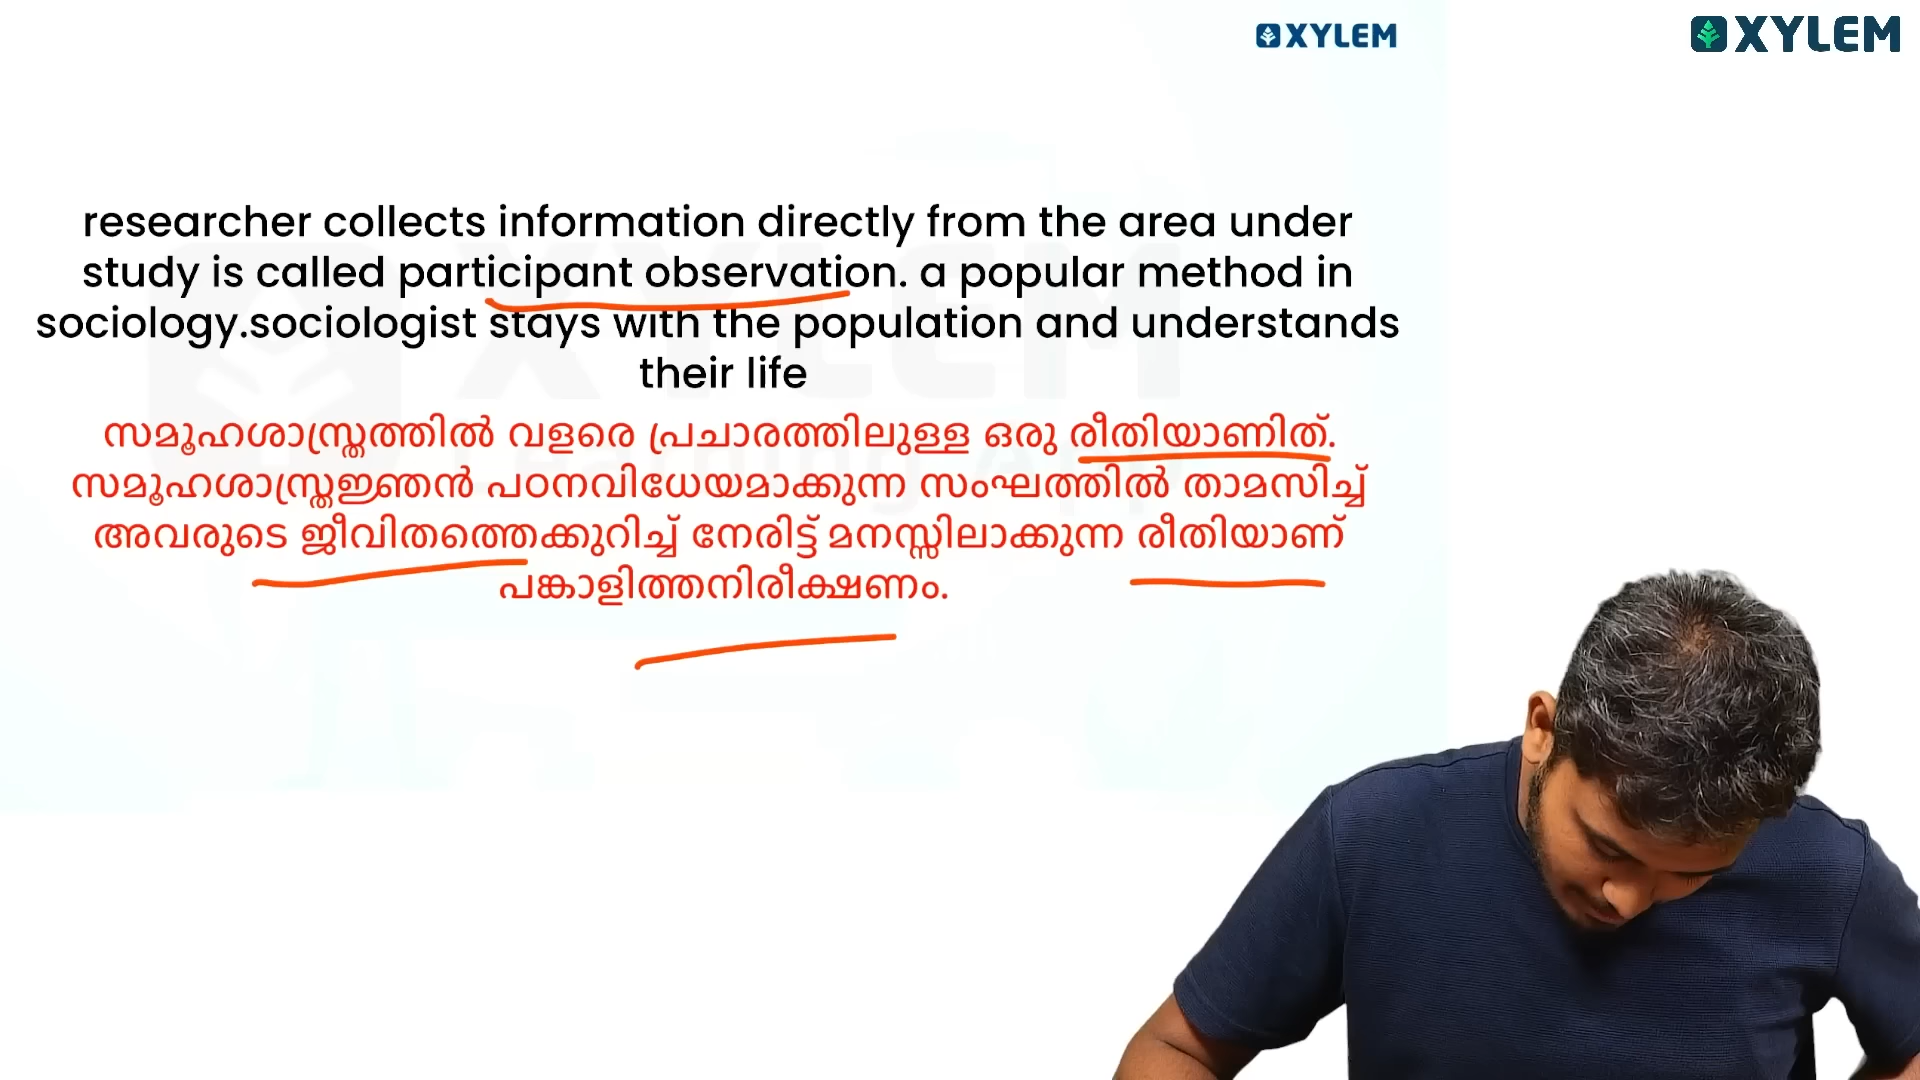 XYLEM
XYLEM
researcher collects information directly from the area under
study is called participant observation. a popular method in
sociology.sociologist stays with the population and understands
their life
സമൂഹശാസ്ത്രത്തിൽ വളരെ പ്രചാരത്തിലുള്ള ഒരു രീതിയാണിത്.
സമൂഹശാസ്ത്രജ്ഞൻ പഠനവിധേയമാക്കുന്ന സംഘത്തിൽ താമസിച്ച്
അവരുടെ ജീവിതത്തെക്കുറിച്ച് നേരിട്ട് മനസ്സിലാക്കുന്ന രീതിയാണ്
പങ്കാളിത്തനിരീക്ഷണം.